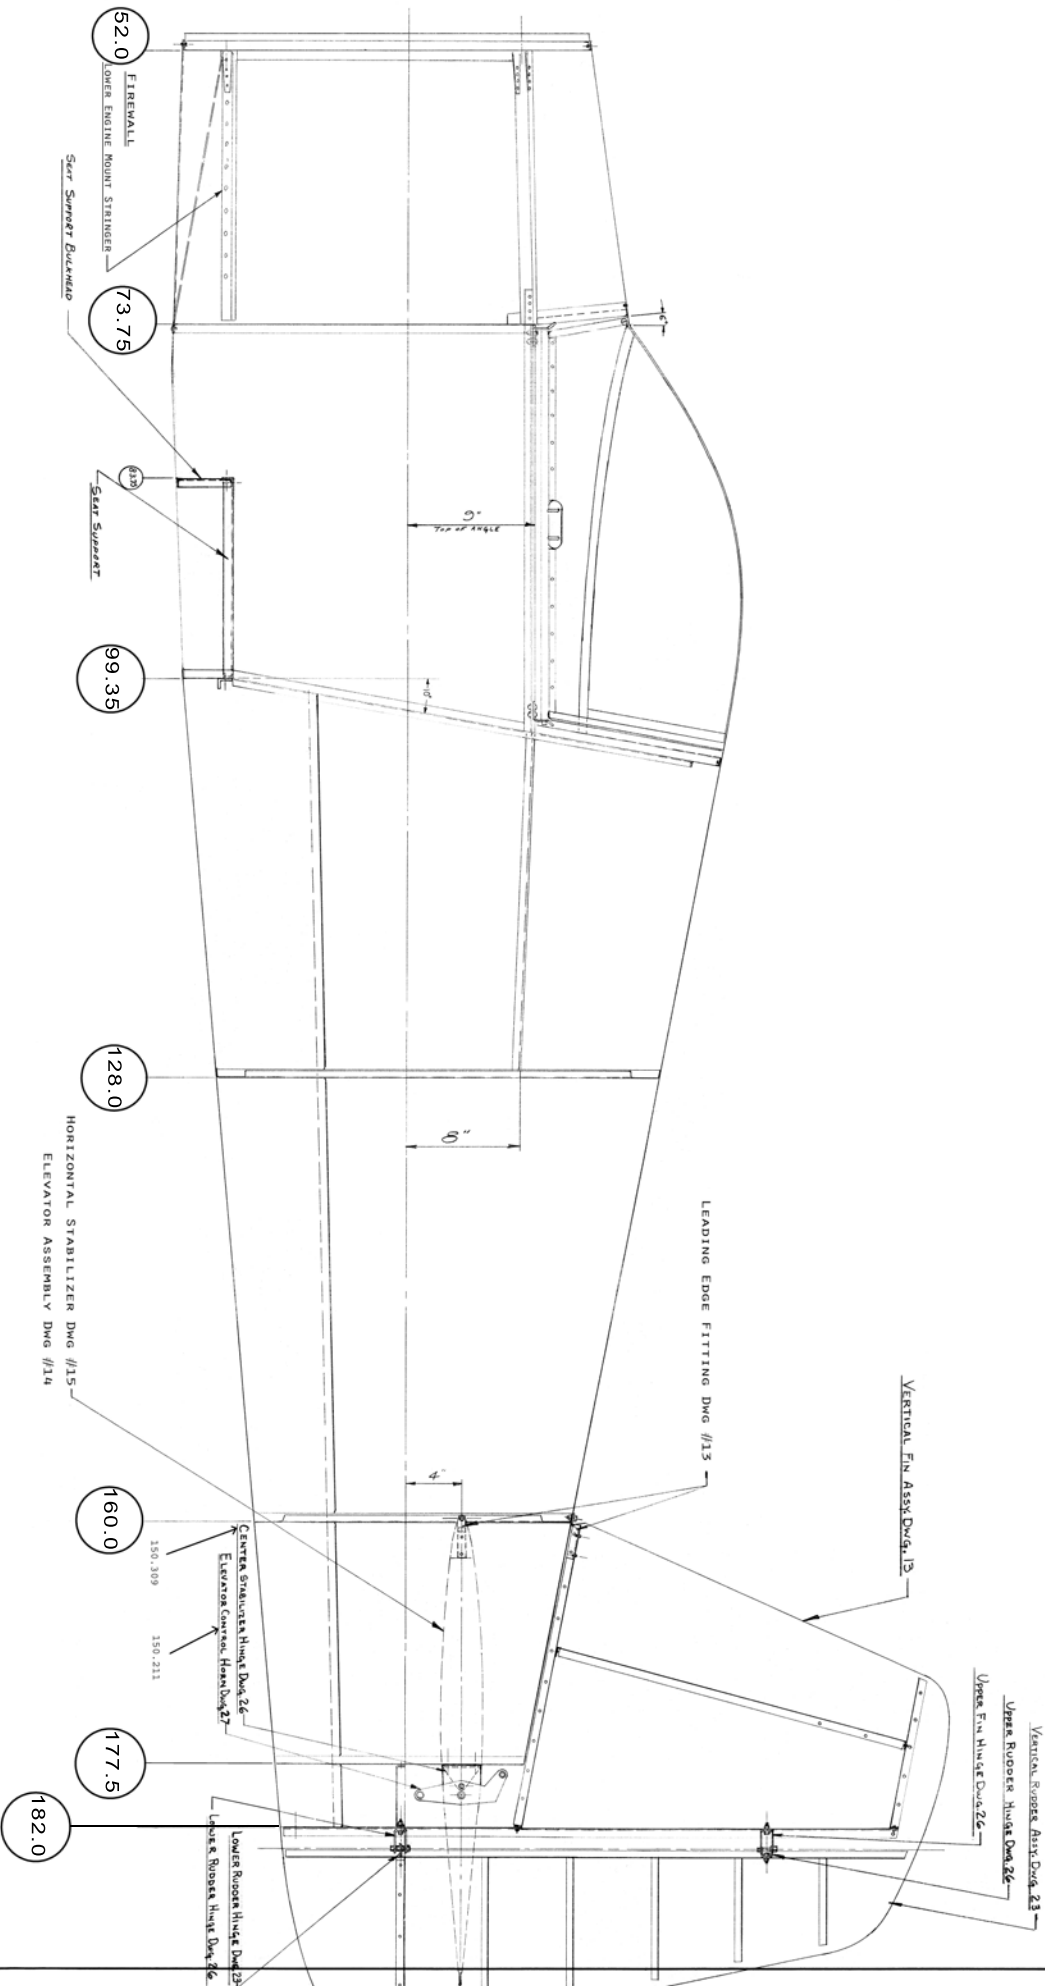 52.0
FIREWALL
LOWER ENGINE MOUNT STRINGER
SEAT SUPPORT BULKHEAD
73.75
6°
83.35
SEAT SUPPORT
9"
TOP OF ANGLE
99.35
10°
128.0
8"
HORIZONTAL STABILIZER DWG #15
ELEVATOR ASSEMBLY DWG #14
LEADING EDGE FITTING DWG #13
VERTICAL FIN ASSY. DWG. 13
4"
160.0
150.309
150.211
CENTER STABILIZER HINGE DWG. 26
ELEVATOR CONTROL HORN DWG. 27
177.5
182.0
UPPER FIN HINGE DWG. 26
UPPER RUDDER HINGE DWG. 26
VERTICAL RUDDER ASSY. DWG. 23
LOWER RUDDER HINGE DWG. 23
LOWER RUDDER HINGE DWG. 26